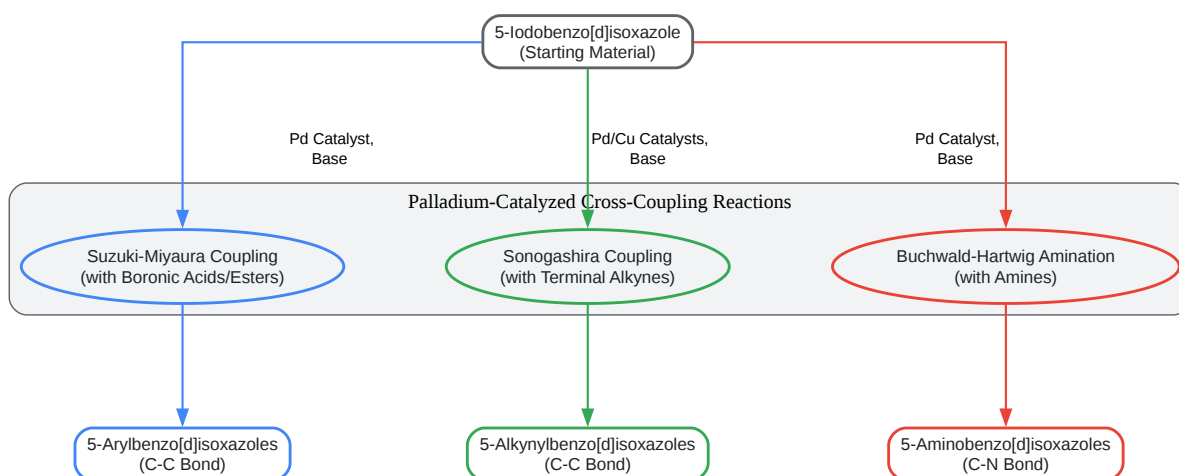 5-Iodobenzo[d]isoxazole
(Starting Material)
Pd Catalyst,
Base
Pd/Cu Catalysts,
Base
Pd Catalyst,
Base
Palladium-Catalyzed Cross-Coupling Reactions
Suzuki-Miyaura Coupling
(with Boronic Acids/Esters)
Sonogashira Coupling
(with Terminal Alkynes)
Buchwald-Hartwig Amination
(with Amines)
5-Arylbenzo[d]isoxazoles
(C-C Bond)
5-Alkynylbenzo[d]isoxazoles
(C-C Bond)
5-Aminobenzo[d]isoxazoles
(C-N Bond)